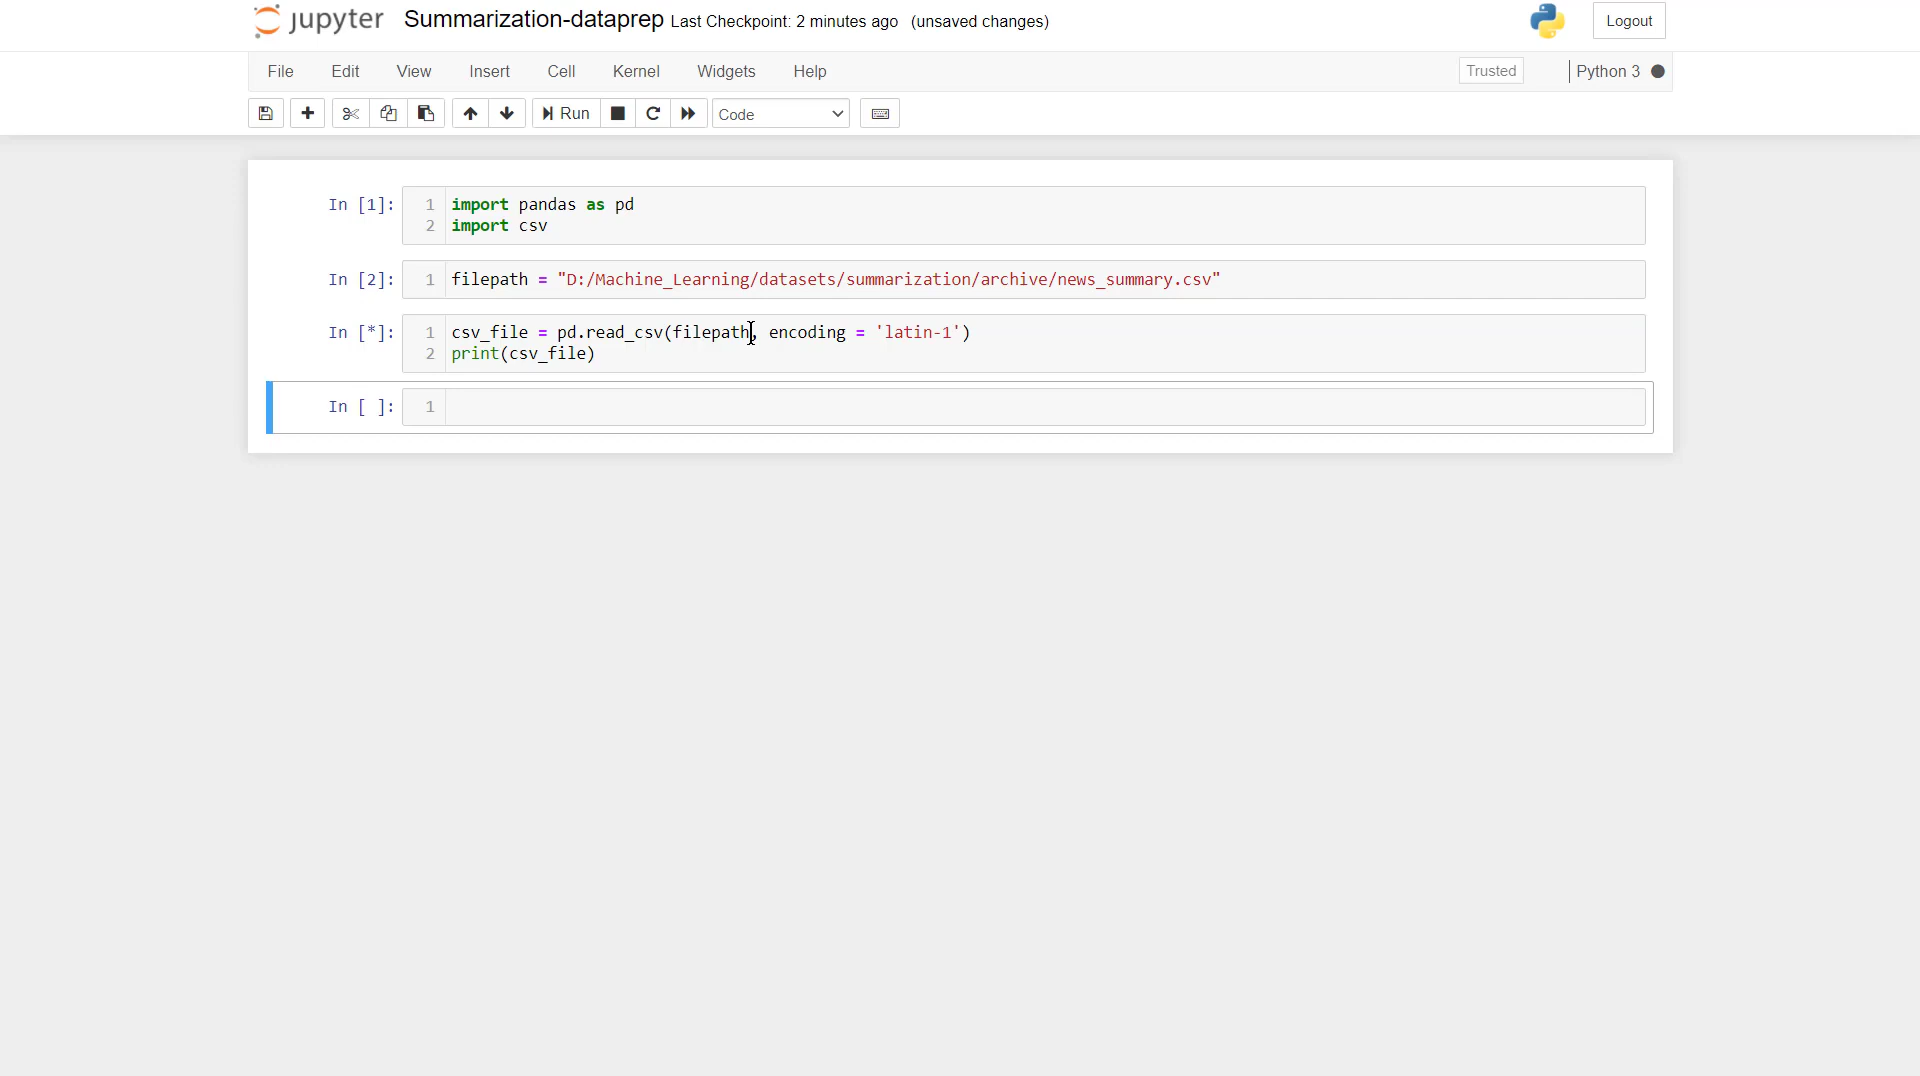 jupyter Summarization-dataprep Last Checkpoint: 2 minutes ago (unsaved changes) Logout
File Edit View Insert Cell Kernel Widgets Help Trusted Python 3
Run Code
In [1]: 1 import pandas as pd
2 import csv
In [2]: 1 filepath = "D:/Machine_Learning/datasets/summarization/archive/news_summary.csv"
In [*]: 1 csv_file = pd.read_csv(filepath, encoding = 'latin-1')
2 print(csv_file)
In [ ]: 1